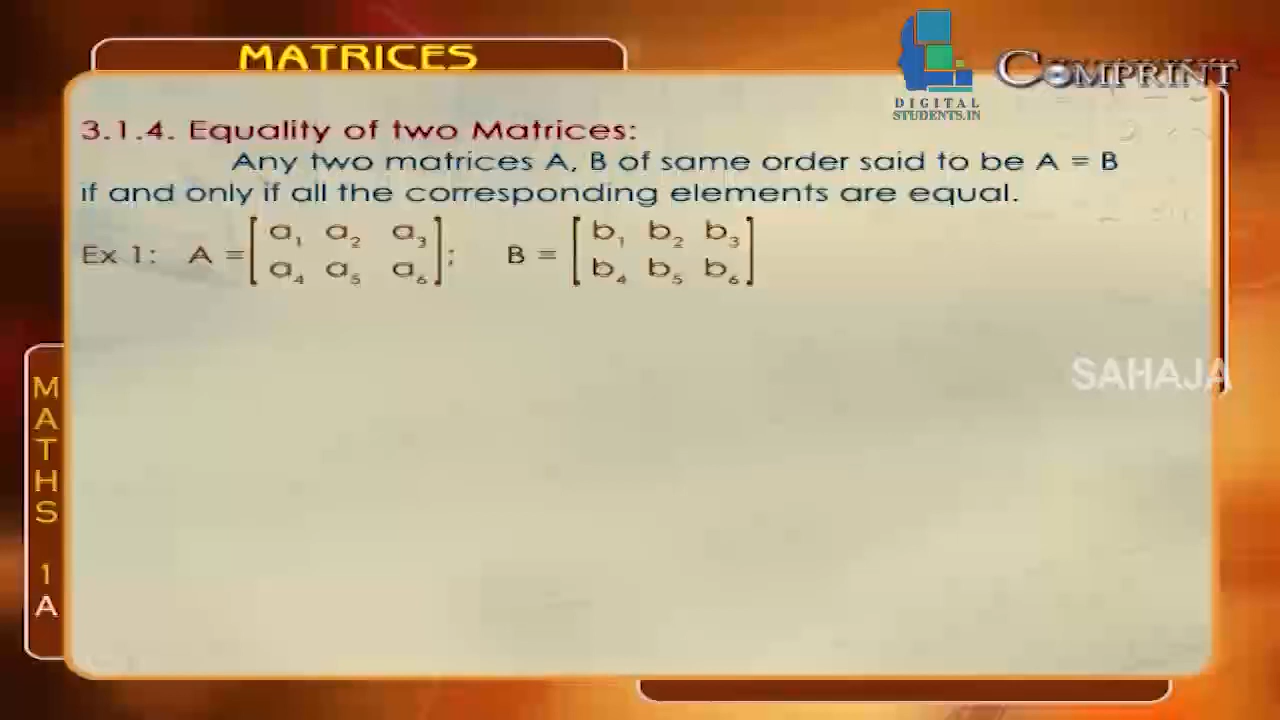 MATRICES
DIGITAL
STUDENTS.IN
COMPRINT
3.1.4. Equality of two Matrices:
Any two matrices A, B of same order said to be A = B
if and only if all the corresponding elements are equal.
Ex 1: A = [a₁ a₂ a₃; B = [b₁ b₂ b₃]
a₄ a₅ a₆] b₄ b₅ b₆]
SAHAJA
MATHS 1A